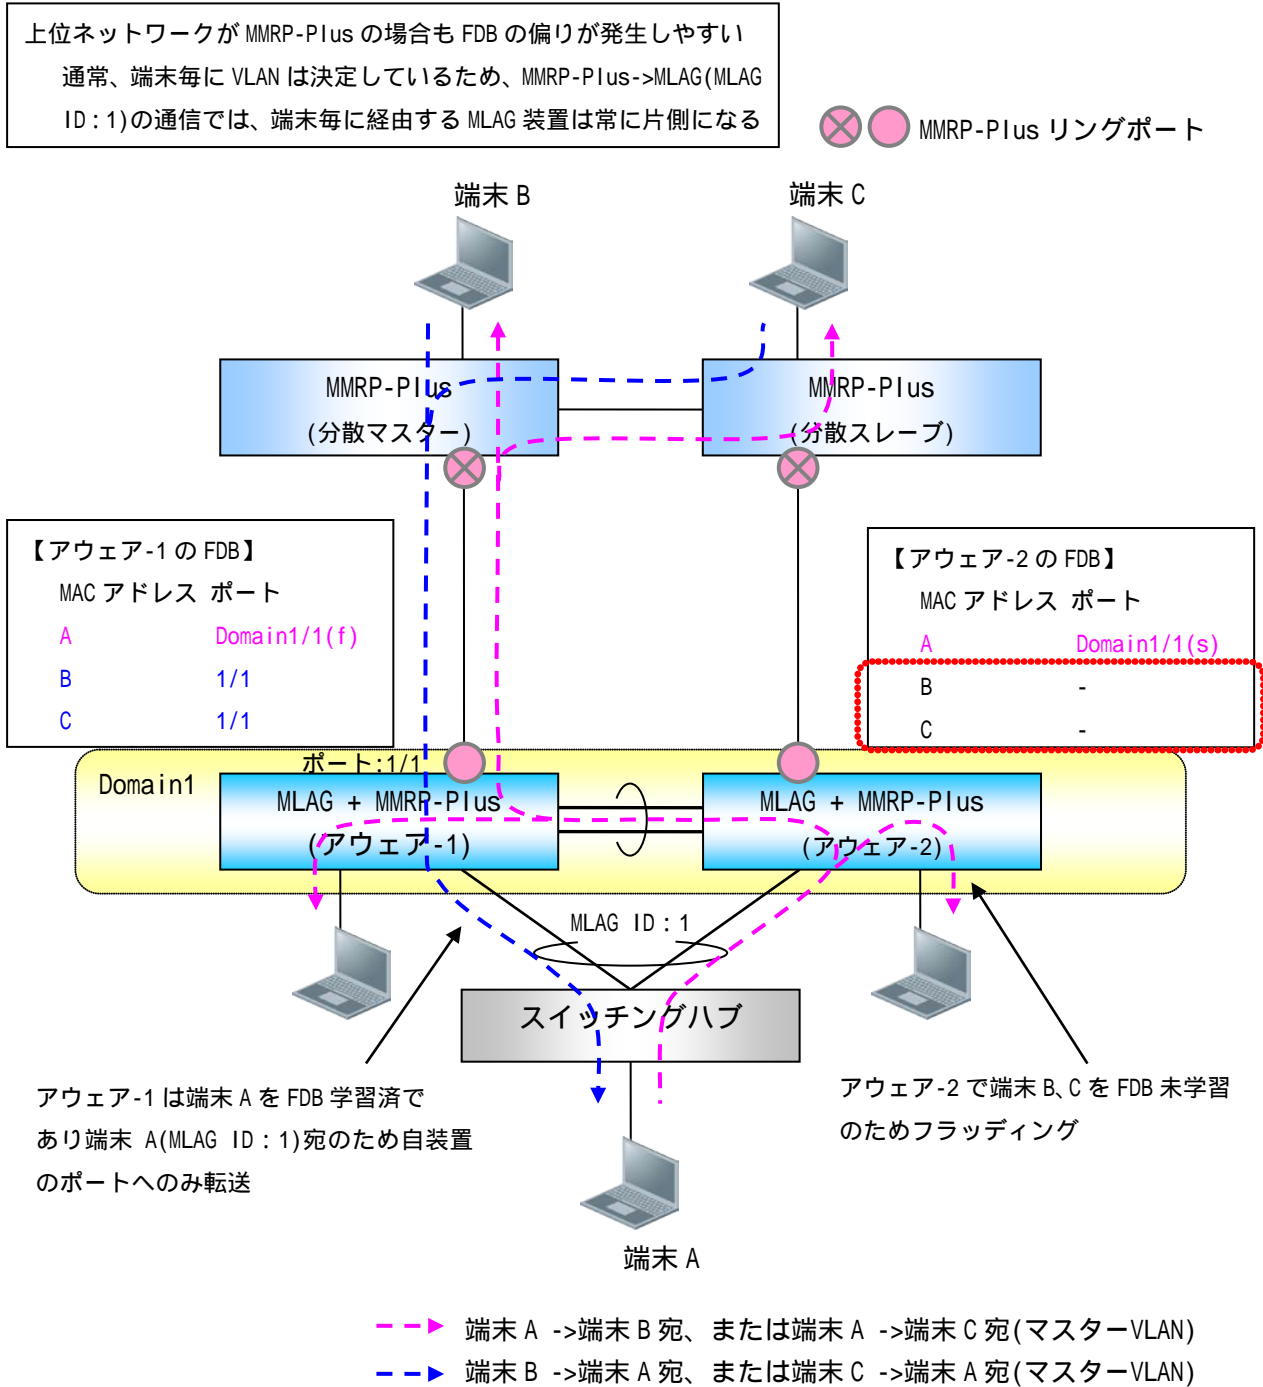 上位ネットワークが MMRP-Plus の場合も FDB の偏りが発生しやすい
通常、端末毎に VLAN は決定しているため、MMRP-Plus->MLAG(MLAG
ID：1)の通信では、端末毎に経由する MLAG 装置は常に片側になる
MMRP-Plus リングポート
端末 B
端末 C
MMRP-Plus
(分散マスター)
MMRP-Plus
(分散スレーブ)
【アウェア-1 の FDB】
MAC アドレス ポート
A Domain1/1(f)
B 1/1
C 1/1
【アウェア-2 の FDB】
MAC アドレス ポート
A Domain1/1(s)
B -
C -
Domain1
ポート:1/1
MLAG + MMRP-Plus
(アウェア-1)
MLAG + MMRP-Plus
(アウェア-2)
MLAG ID：1
スイッチングハブ
アウェア-1 は端末 A を FDB 学習済で
あり端末 A(MLAG ID：1)宛のため自装置
のポートへのみ転送
アウェア-2 で端末 B、C を FDB 未学習
のためフラッディング
端末 A
端末 A ->端末 B 宛、または端末 A ->端末 C 宛(マスターVLAN)
端末 B ->端末 A 宛、または端末 C ->端末 A 宛(マスターVLAN)